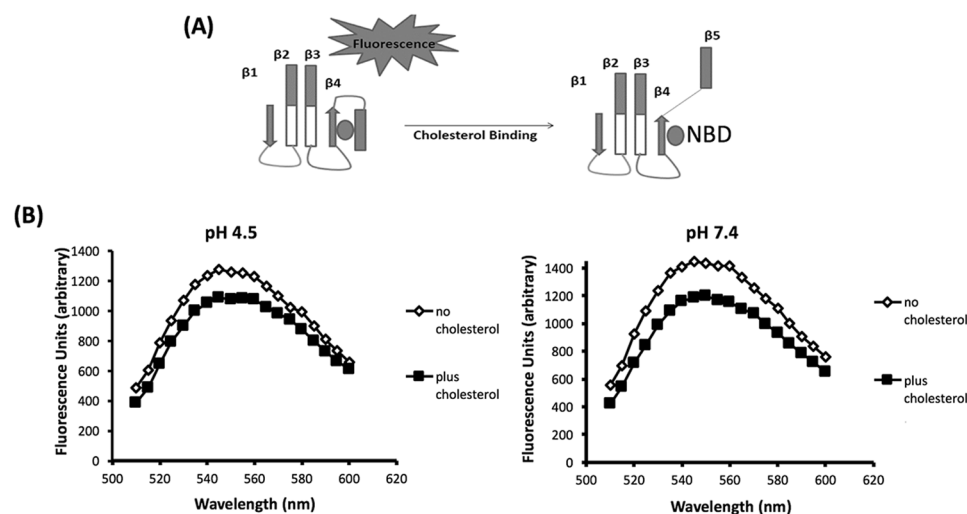 (A)
Fluorescence
β1
β2
β3
β4
Cholesterol Binding
β1
β2
β3
β4
β5
NBD
(B)
pH 4.5
Fluorescence Units (arbitrary)
1400
1200
1000
800
600
400
200
0
500
520
540
560
580
600
620
Wavelength (nm)
no
cholesterol
plus
cholesterol
pH 7.4
Fluorescence Units (arbitrary)
1400
1200
1000
800
600
400
200
0
500
520
540
560
580
600
620
Wavelength (nm)
no
cholesterol
plus
cholesterol